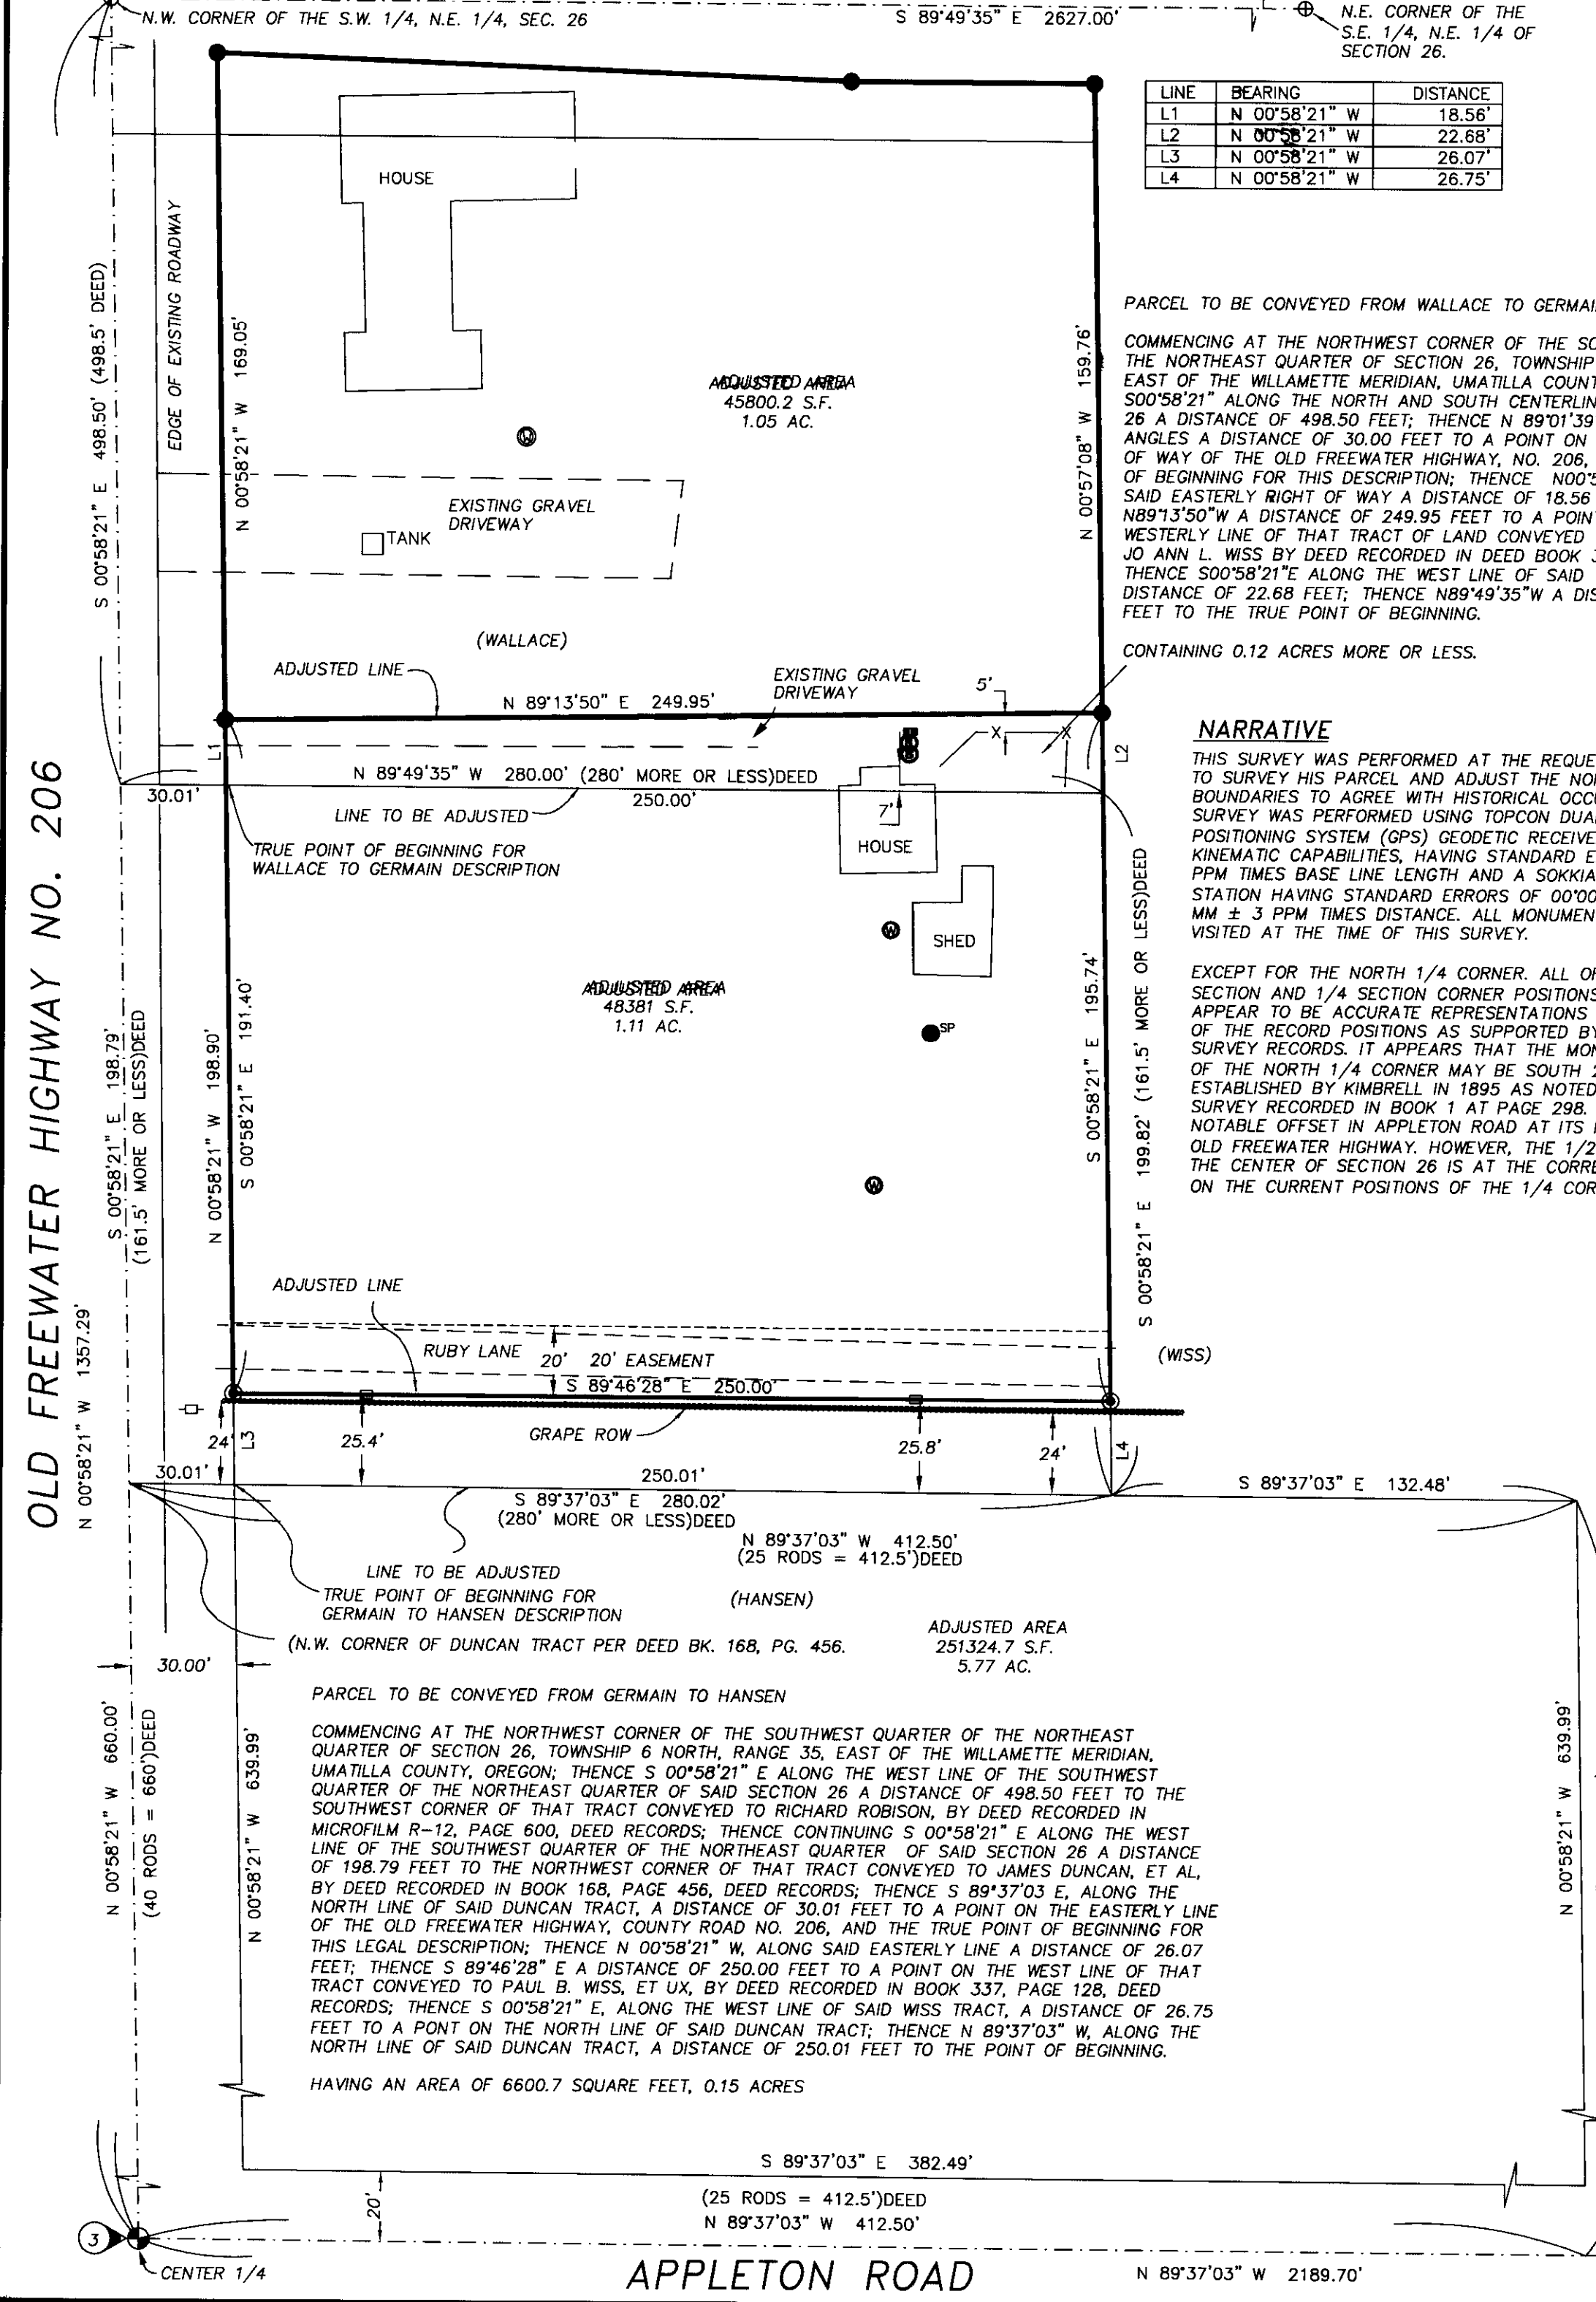 N.W. CORNER OF THE S.W. 1/4, N.E. 1/4, SEC. 26
S 89°49'35" E 2627.00'
N.E. CORNER OF THE
S.E. 1/4, N.E. 1/4 OF
SECTION 26.
LINE BEARING DISTANCE
L1 N 00°58'21" W 18.56'
L2 N 00°58'21" W 22.68'
L3 N 00°58'21" W 26.07'
L4 N 00°58'21" W 26.75'
HOUSE
EDGE OF EXISTING ROADWAY
S 00°58'21" E 498.50' (498.5' DEED)
N 00°58'21" W 169.05'
N 00°57'08" W 159.76'
ADJUSTED AREA
45800.2 S.F.
1.05 AC.
W
EXISTING GRAVEL
DRIVEWAY
TANK
(WALLACE)
ADJUSTED LINE
N 89°13'50" E 249.95'
EXISTING GRAVEL
DRIVEWAY
5'
X X
L1
L2
N 89°49'35" W 280.00' (280' MORE OR LESS)DEED
30.01'
250.00'
LINE TO BE ADJUSTED
7'
HOUSE
TRUE POINT OF BEGINNING FOR
WALLACE TO GERMAIN DESCRIPTION
W
SHED
ADJUSTED AREA
48381 S.F.
1.11 AC.
SP
W
PARCEL TO BE CONVEYED FROM WALLACE TO GERMAI
COMMENCING AT THE NORTHWEST CORNER OF THE SO
THE NORTHEAST QUARTER OF SECTION 26, TOWNSHIP
EAST OF THE WILLAMETTE MERIDIAN, UMATILLA COUNT
S00°58'21" ALONG THE NORTH AND SOUTH CENTERLIN
26 A DISTANCE OF 498.50 FEET; THENCE N 89°01'39
ANGLES A DISTANCE OF 30.00 FEET TO A POINT ON
OF WAY OF THE OLD FREEWATER HIGHWAY, NO. 206,
OF BEGINNING FOR THIS DESCRIPTION; THENCE N00°5
SAID EASTERLY RIGHT OF WAY A DISTANCE OF 18.56
N89°13'50"W A DISTANCE OF 249.95 FEET TO A POIN
WESTERLY LINE OF THAT TRACT OF LAND CONVEYED
JO ANN L. WISS BY DEED RECORDED IN DEED BOOK 3
THENCE S00°58'21"E ALONG THE WEST LINE OF SAID
DISTANCE OF 22.68 FEET; THENCE N89°49'35"W A DIS
FEET TO THE TRUE POINT OF BEGINNING.
CONTAINING 0.12 ACRES MORE OR LESS.
NARRATIVE
THIS SURVEY WAS PERFORMED AT THE REQUE
TO SURVEY HIS PARCEL AND ADJUST THE NO
BOUNDARIES TO AGREE WITH HISTORICAL OCC
SURVEY WAS PERFORMED USING TOPCON DUA
POSITIONING SYSTEM (GPS) GEODETIC RECEIVE
KINEMATIC CAPABILITIES, HAVING STANDARD E
PPM TIMES BASE LINE LENGTH AND A SOKKIA
STATION HAVING STANDARD ERRORS OF 00°00
MM ± 3 PPM TIMES DISTANCE. ALL MONUMEN
VISITED AT THE TIME OF THIS SURVEY.
EXCEPT FOR THE NORTH 1/4 CORNER. ALL OF
SECTION AND 1/4 SECTION CORNER POSITIONS
APPEAR TO BE ACCURATE REPRESENTATIONS
OF THE RECORD POSITIONS AS SUPPORTED BY
SURVEY RECORDS. IT APPEARS THAT THE MON
OF THE NORTH 1/4 CORNER MAY BE SOUTH 2
ESTABLISHED BY KIMBRELL IN 1895 AS NOTED
SURVEY RECORDED IN BOOK 1 AT PAGE 298.
NOTABLE OFFSET IN APPLETON ROAD AT ITS I
OLD FREEWATER HIGHWAY. HOWEVER, THE 1/2
THE CENTER OF SECTION 26 IS AT THE CORRE
ON THE CURRENT POSITIONS OF THE 1/4 COR
OLD FREEWATER HIGHWAY NO. 206
N 00°58'21" W 1357.29'
S 00°58'21" E 198.79'
(161.5' MORE OR LESS)DEED
N 00°58'21" W 198.90'
S 00°58'21" E 191.40'
S 00°58'21" E 195.74'
S 00°58'21" E 199.82' (161.5' MORE OR LESS)DEED
ADJUSTED LINE
RUBY LANE
20' 20' EASEMENT
(WISS)
S 89°46'28" E 250.00'
GRAPE ROW
24'
L3
25.4'
25.8'
24'
L4
30.01'
250.01'
S 89°37'03" E 132.48'
S 89°37'03" E 280.02'
(280' MORE OR LESS)DEED
N 89°37'03" W 412.50'
(25 RODS = 412.5')DEED
LINE TO BE ADJUSTED
TRUE POINT OF BEGINNING FOR
GERMAIN TO HANSEN DESCRIPTION
(HANSEN)
(N.W. CORNER OF DUNCAN TRACT PER DEED BK. 168, PG. 456.
ADJUSTED AREA
251324.7 S.F.
5.77 AC.
30.00'
N 00°58'21" W 660.00'
(40 RODS = 660')DEED
N 00°58'21" W 639.99'
N 00°58'21" W 639.99'
PARCEL TO BE CONVEYED FROM GERMAIN TO HANSEN
COMMENCING AT THE NORTHWEST CORNER OF THE SOUTHWEST QUARTER OF THE NORTHEAST
QUARTER OF SECTION 26, TOWNSHIP 6 NORTH, RANGE 35, EAST OF THE WILLAMETTE MERIDIAN,
UMATILLA COUNTY, OREGON; THENCE S 00°58'21" E ALONG THE WEST LINE OF THE SOUTHWEST
QUARTER OF THE NORTHEAST QUARTER OF SAID SECTION 26 A DISTANCE OF 498.50 FEET TO THE
SOUTHWEST CORNER OF THAT TRACT CONVEYED TO RICHARD ROBISON, BY DEED RECORDED IN
MICROFILM R-12, PAGE 600, DEED RECORDS; THENCE CONTINUING S 00°58'21" E ALONG THE WEST
LINE OF THE SOUTHWEST QUARTER OF THE NORTHEAST QUARTER OF SAID SECTION 26 A DISTANCE
OF 198.79 FEET TO THE NORTHWEST CORNER OF THAT TRACT CONVEYED TO JAMES DUNCAN, ET AL,
BY DEED RECORDED IN BOOK 168, PAGE 456, DEED RECORDS; THENCE S 89°37'03 E, ALONG THE
NORTH LINE OF SAID DUNCAN TRACT, A DISTANCE OF 30.01 FEET TO A POINT ON THE EASTERLY LINE
OF THE OLD FREEWATER HIGHWAY, COUNTY ROAD NO. 206, AND THE TRUE POINT OF BEGINNING FOR
THIS LEGAL DESCRIPTION; THENCE N 00°58'21" W, ALONG SAID EASTERLY LINE A DISTANCE OF 26.07
FEET; THENCE S 89°46'28" E A DISTANCE OF 250.00 FEET TO A POINT ON THE WEST LINE OF THAT
TRACT CONVEYED TO PAUL B. WISS, ET UX, BY DEED RECORDED IN BOOK 337, PAGE 128, DEED
RECORDS; THENCE S 00°58'21" E, ALONG THE WEST LINE OF SAID WISS TRACT, A DISTANCE OF 26.75
FEET TO A PONT ON THE NORTH LINE OF SAID DUNCAN TRACT; THENCE N 89°37'03" W, ALONG THE
NORTH LINE OF SAID DUNCAN TRACT, A DISTANCE OF 250.01 FEET TO THE POINT OF BEGINNING.
HAVING AN AREA OF 6600.7 SQUARE FEET, 0.15 ACRES
S 89°37'03" E 382.49'
20'
(25 RODS = 412.5')DEED
N 89°37'03" W 412.50'
3
CENTER 1/4
APPLETON ROAD
N 89°37'03" W 2189.70'